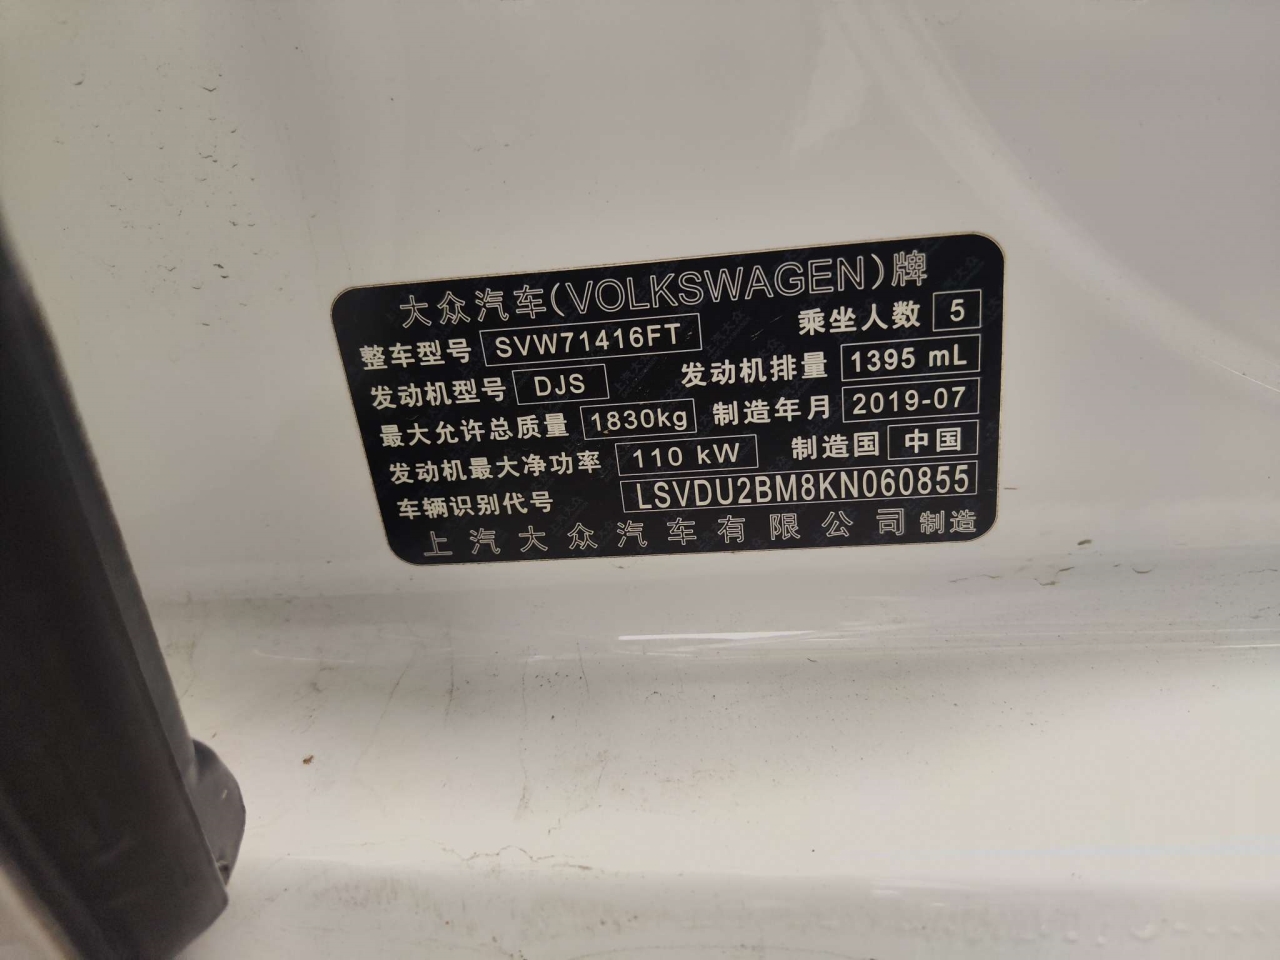 大众汽车(VOLKSWAGEN)牌
整车型号 SVW71416FT 乘坐人数 5
发动机型号 DJS 发动机排量 1395 mL
最大允许总质量 1830kg 制造年月 2019-07
发动机最大净功率 110 kW 制造国 中国
车辆识别代号 LSVDU2BM8KN060855
上汽大众汽车有限公司制造